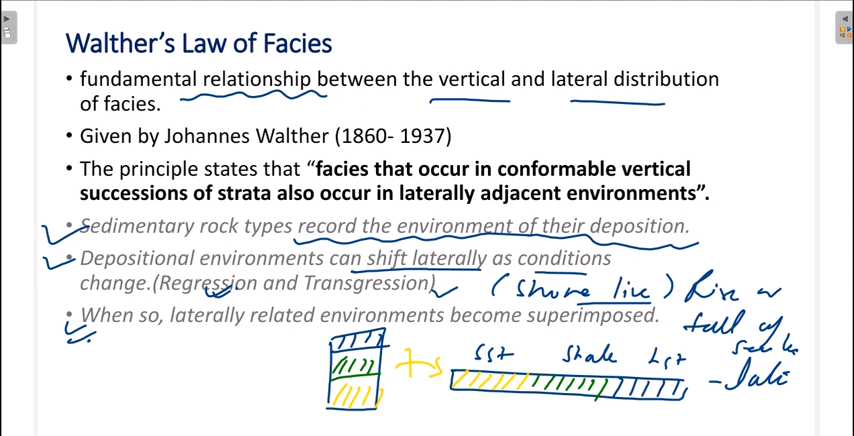 Walther's Law of Facies
• fundamental relationship between the vertical and lateral distribution
of facies.
• Given by Johannes Walther (1860- 1937)
• The principle states that “facies that occur in conformable vertical
successions of strata also occur in laterally adjacent environments”.
• Sedimentary rock types record the environment of their deposition.
• Depositional environments can shift laterally as conditions
change.(Regression and Transgression)
(Shore line) Rise or
• When so, laterally related environments become superimposed.
fall of
Sst Shale Lst